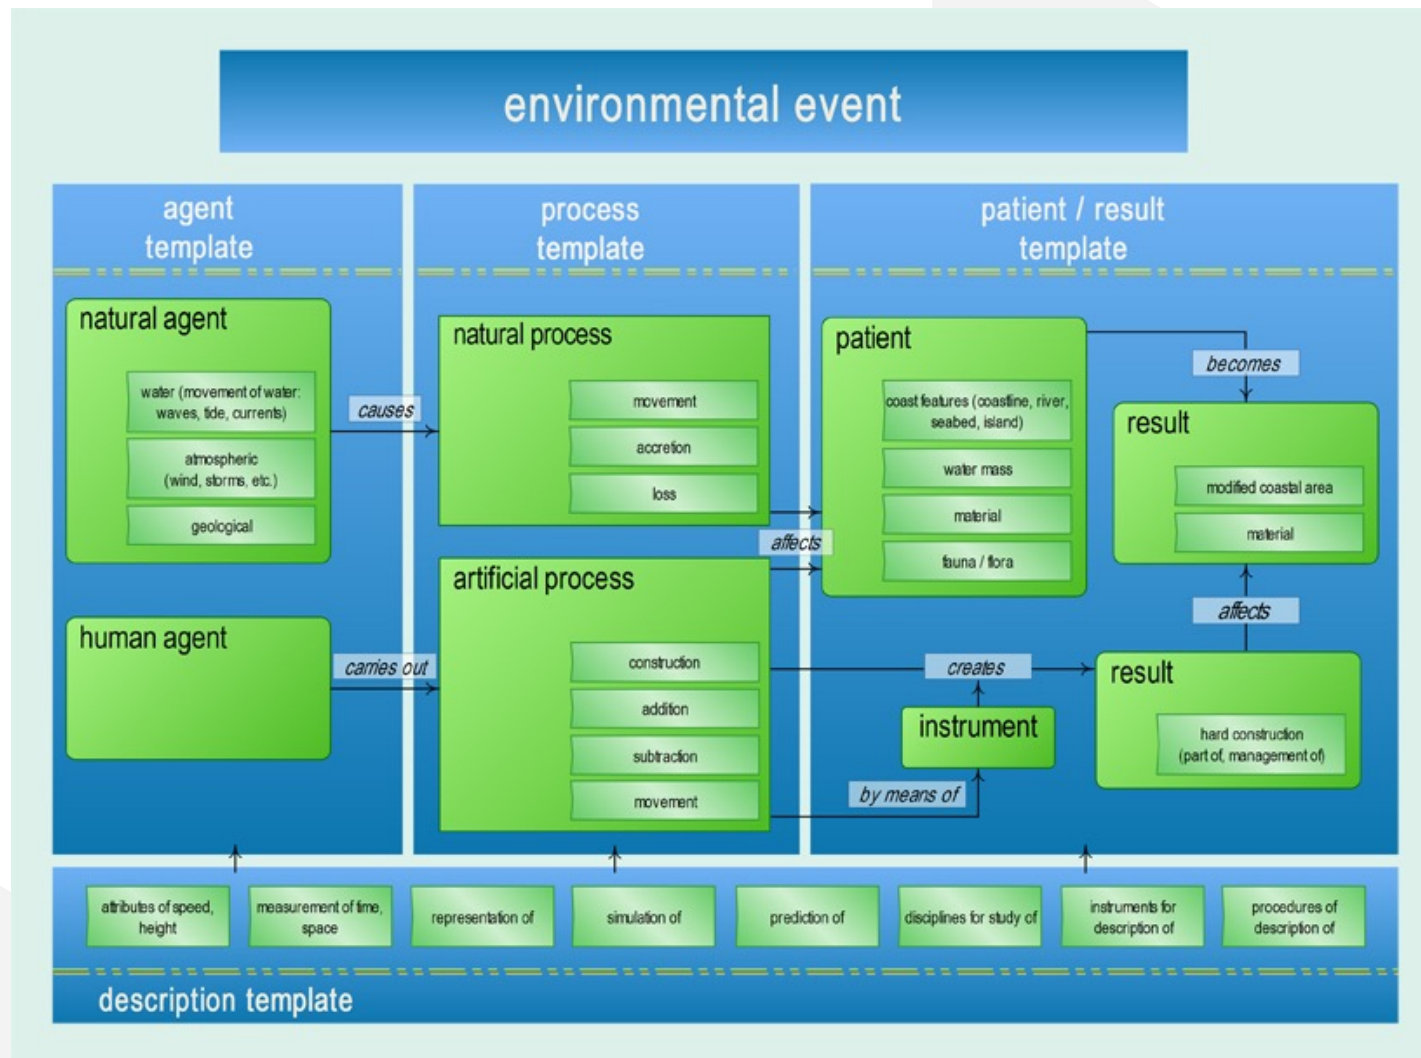 environmental event
agent
template
natural agent
water (movement of water:
waves, tide, currents)
atmospheric
(wind, storms, etc.)
geological
human agent
causes
carries out
process
template
natural process
movement
accretion
loss
artificial process
construction
addition
subtraction
movement
affects
patient / result
template
patient
coast features (coastline, river,
seabed, island)
water mass
material
fauna / flora
becomes
result
modified coastal area
material
affects
creates
result
hard construction
(part of, management of)
instrument
by means of
attributes of speed,
height
measurement of time,
space
representation of
simulation of
prediction of
disciplines for study of
instruments for
description of
procedures of
description of
description template